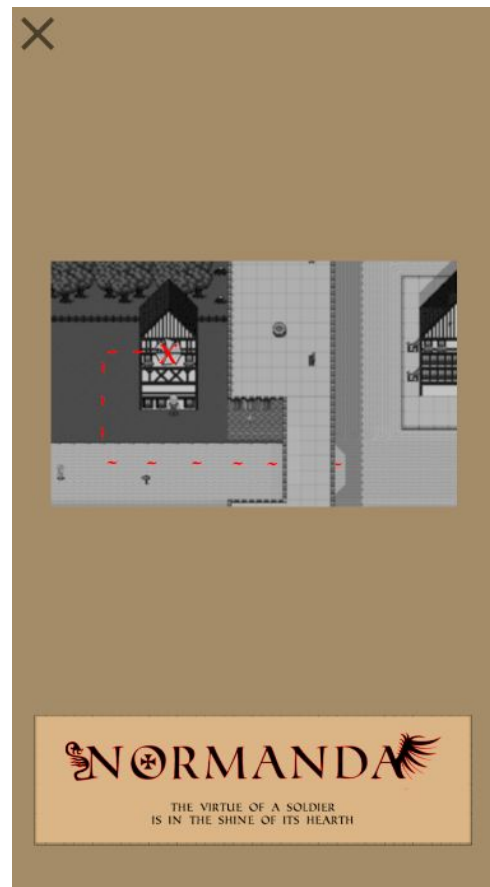 X
NORMANDA
THE VIRTUE OF A SOLDIER
IS IN THE SHINE OF ITS HEARTH